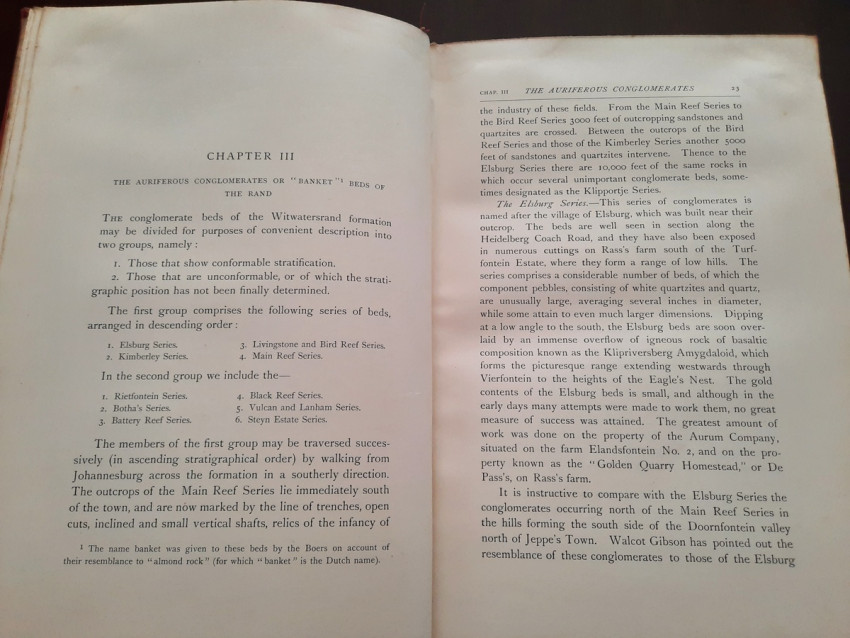 CHAPTER III
THE AURIFEROUS CONGLOMERATES OR "BANKET"¹ BEDS OF
THE RAND
THE conglomerate beds of the Witwatersrand formation
may be divided for purposes of convenient description into
two groups, namely :
1. Those that show conformable stratification.
2. Those that are unconformable, or of which the strati-
graphic position has not been finally determined.
The first group comprises the following series of beds,
arranged in descending order :
1. Elsburg Series. 3. Livingstone and Bird Reef Series.
2. Kimberley Series. 4. Main Reef Series.
In the second group we include the—
1. Rietfontein Series. 4. Black Reef Series.
2. Botha's Series. 5. Vulcan and Lanham Series.
3. Battery Reef Series. 6. Steyn Estate Series.
The members of the first group may be traversed succes-
sively (in ascending stratigraphical order) by walking from
Johannesburg across the formation in a southerly direction.
The outcrops of the Main Reef Series lie immediately south
of the town, and are now marked by the line of trenches, open
cuts, inclined and small vertical shafts, relics of the infancy of
¹ The name banket was given to these beds by the Boers on account of
their resemblance to "almond rock" (for which "banket" is the Dutch name).
CHAP. III THE AURIFEROUS CONGLOMERATES 23
the industry of these fields. From the Main Reef Series to
the Bird Reef Series 3000 feet of outcropping sandstones and
quartzites are crossed. Between the outcrops of the Bird
Reef Series and those of the Kimberley Series another 5000
feet of sandstones and quartzites intervene. Thence to the
Elsburg Series there are 10,000 feet of the same rocks in
which occur several unimportant conglomerate beds, some-
times designated as the Klipportje Series.
The Elsburg Series.—This series of conglomerates is
named after the village of Elsburg, which was built near their
outcrop. The beds are well seen in section along the
Heidelberg Coach Road, and they have also been exposed
in numerous cuttings on Rass's farm south of the Turf-
fontein Estate, where they form a range of low hills. The
series comprises a considerable number of beds, of which the
component pebbles, consisting of white quartzites and quartz,
are unusually large, averaging several inches in diameter,
while some attain to even much larger dimensions. Dipping
at a low angle to the south, the Elsburg beds are soon over-
laid by an immense overflow of igneous rock of basaltic
composition known as the Klipriversberg Amygdaloid, which
forms the picturesque range extending westwards through
Vierfontein to the heights of the Eagle's Nest. The gold
contents of the Elsburg beds is small, and although in the
early days many attempts were made to work them, no great
measure of success was attained. The greatest amount of
work was done on the property of the Aurum Company,
situated on the farm Elandsfontein No. 2, and on the pro-
perty known as the "Golden Quarry Homestead," or De
Pass's, on Rass's farm.
It is instructive to compare with the Elsburg Series the
conglomerates occurring north of the Main Reef Series in
the hills forming the south side of the Doornfontein valley
north of Jeppe's Town. Walcot Gibson has pointed out the
resemblance of these conglomerates to those of the Elsburg